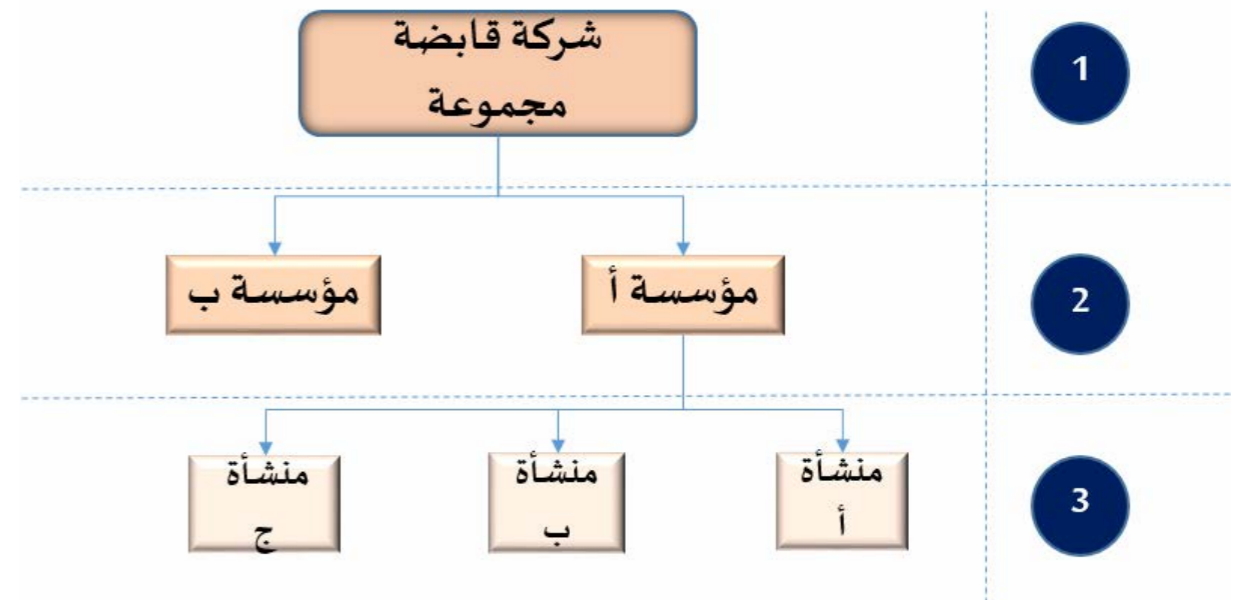 شركة قابضة
مجموعة
1
مؤسسة أ
مؤسسة ب
2
منشأة
أ
منشأة
ب
منشأة
ج
3